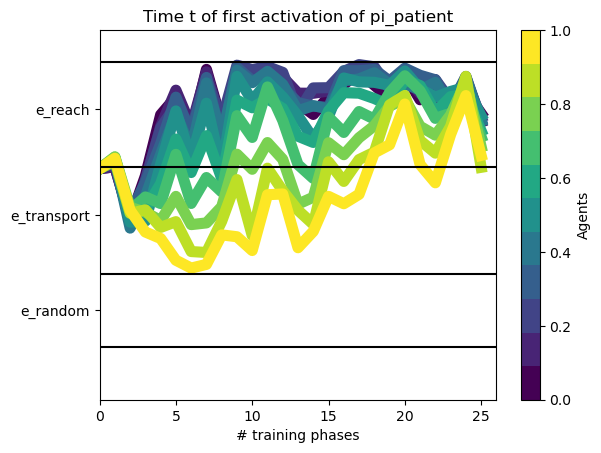 Time t of first activation of pi_patient
e_reach
e_transport
e_random
0 5 10 15 20 25
# training phases
1.0
0.8
0.6
0.4
0.2
0.0
Agents